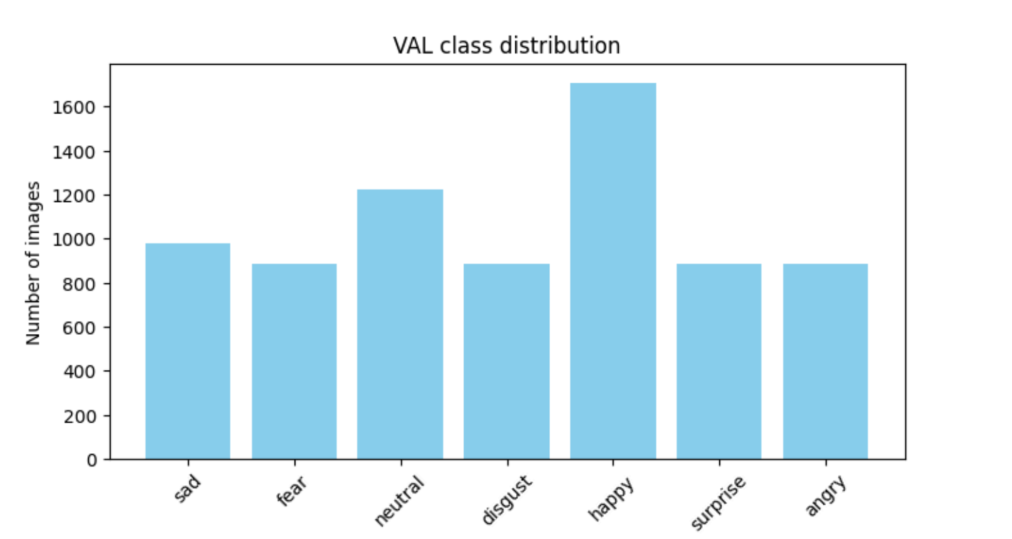 VAL class distribution
Number of images
1600
1400
1200
1000
800
600
400
200
0
sad
fear
neutral
disgust
happy
surprise
angry